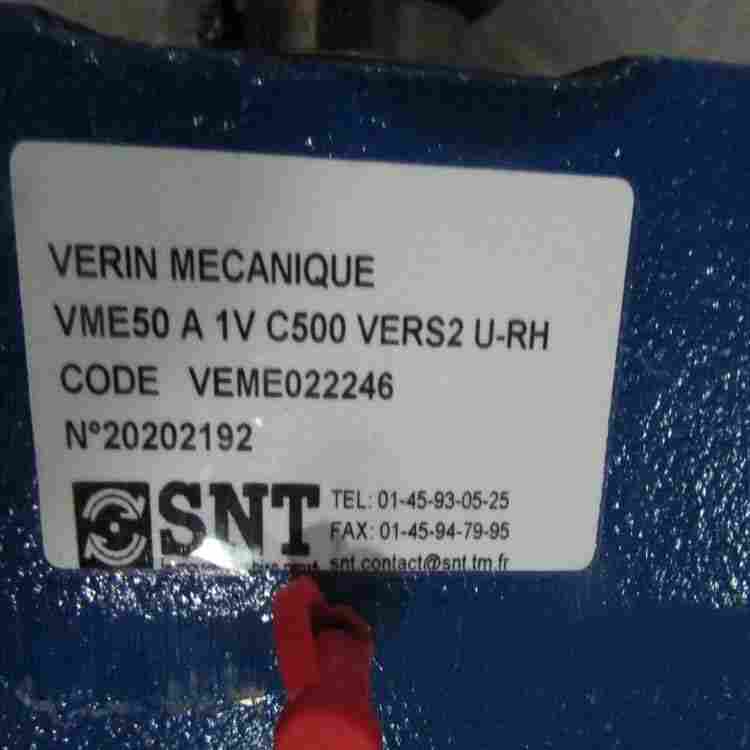 VERIN MECANIQUE
VME50 A 1V C500 VERS2 U-RH
CODE VEME022246
N°20202192
SNT
TEL: 01-45-93-05-25
FAX: 01-45-94-79-95
snt.contact@snt.tm.fr